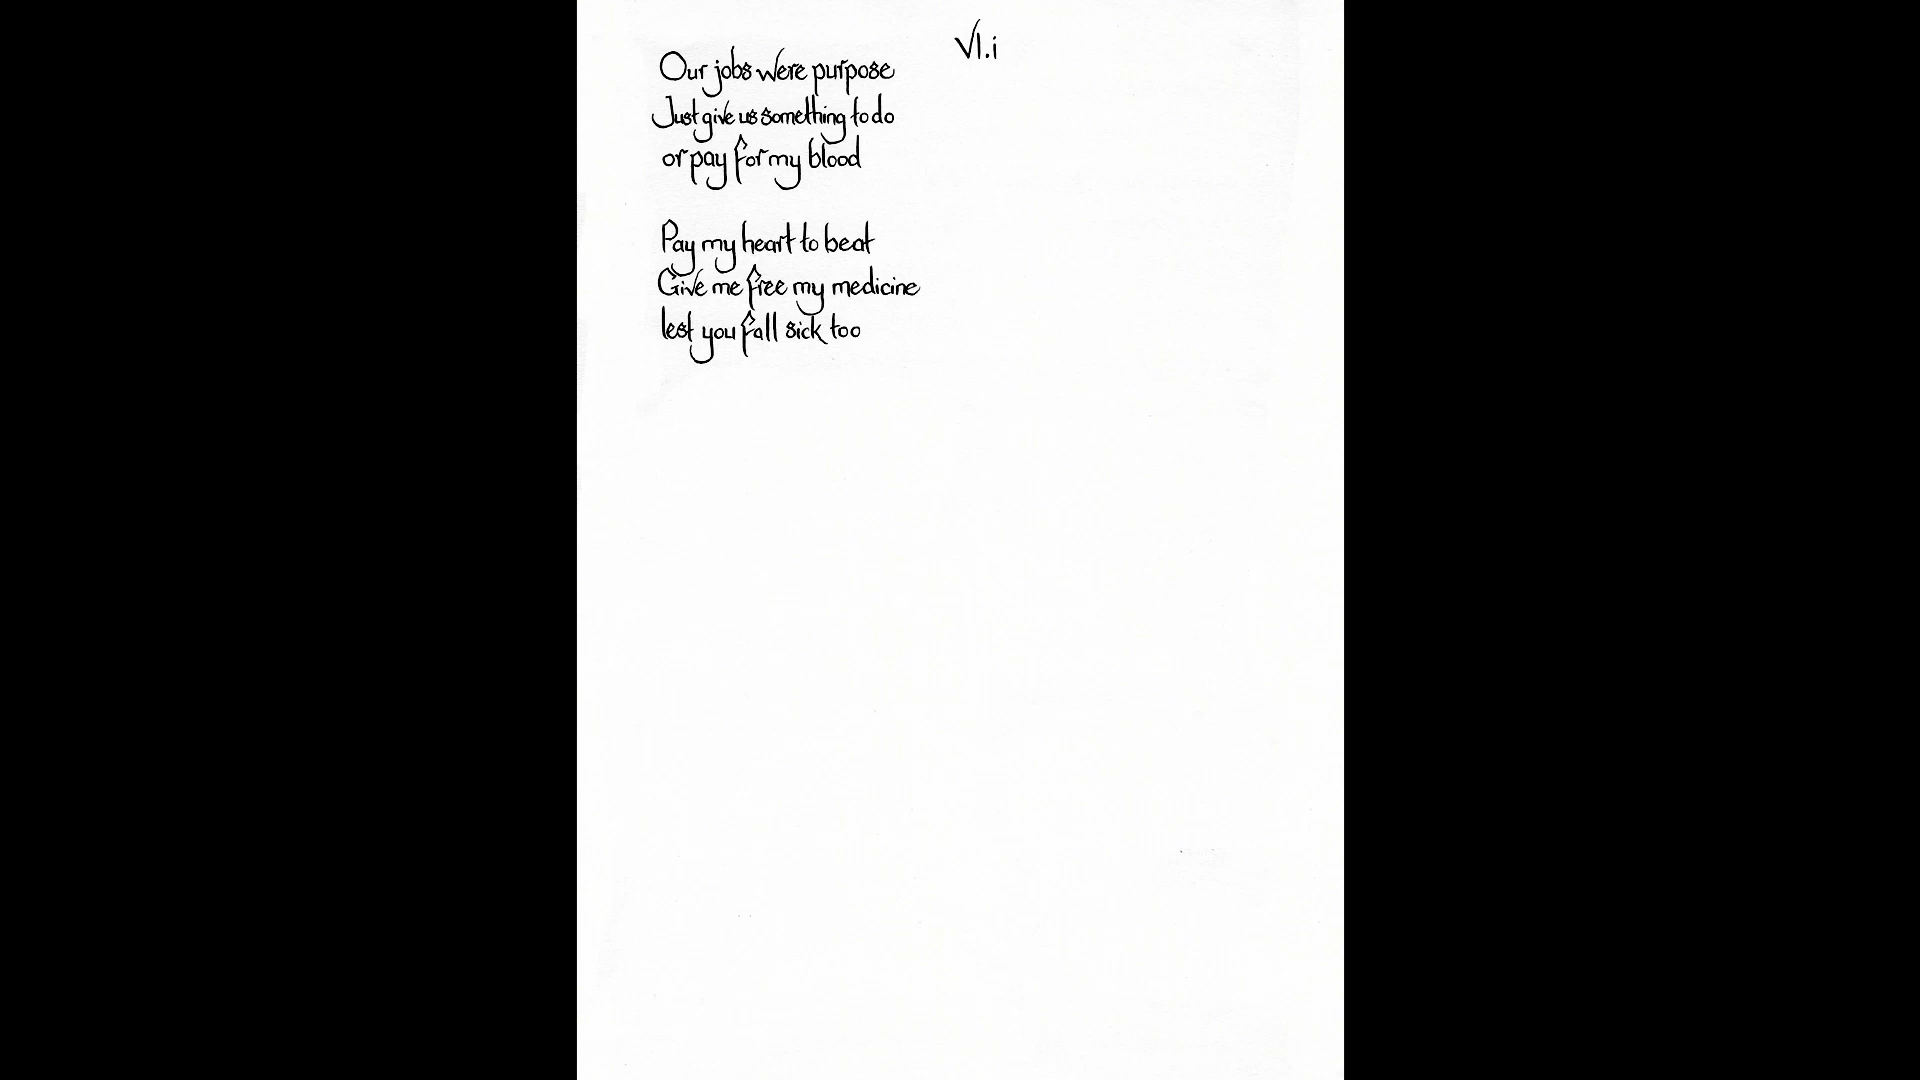 VI.i
Our jobs were purpose
Just give us something to do
or pay for my blood

Pay my heart to beat
Give me free my medicine
lest you fall sick too